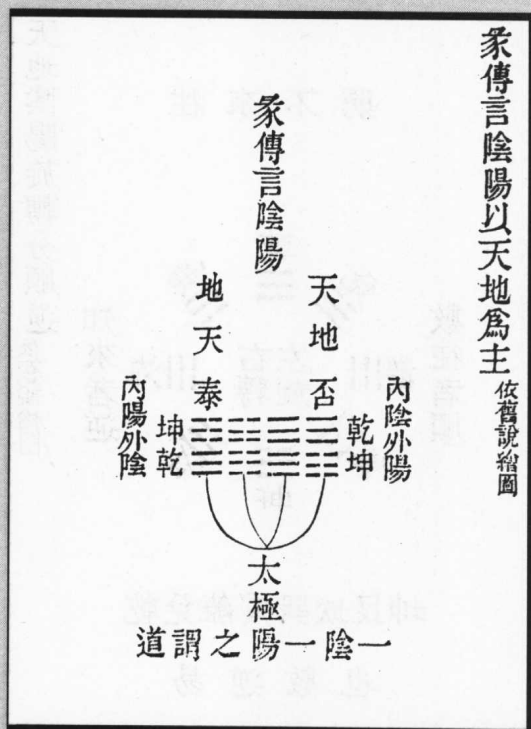 彖傳言陰陽以天地爲主
依舊說繪圖
彖傳言陰陽
天地否
地天泰
內陰外陽
乾坤
坤乾
內陽外陰
太極
一陰一陽之謂道